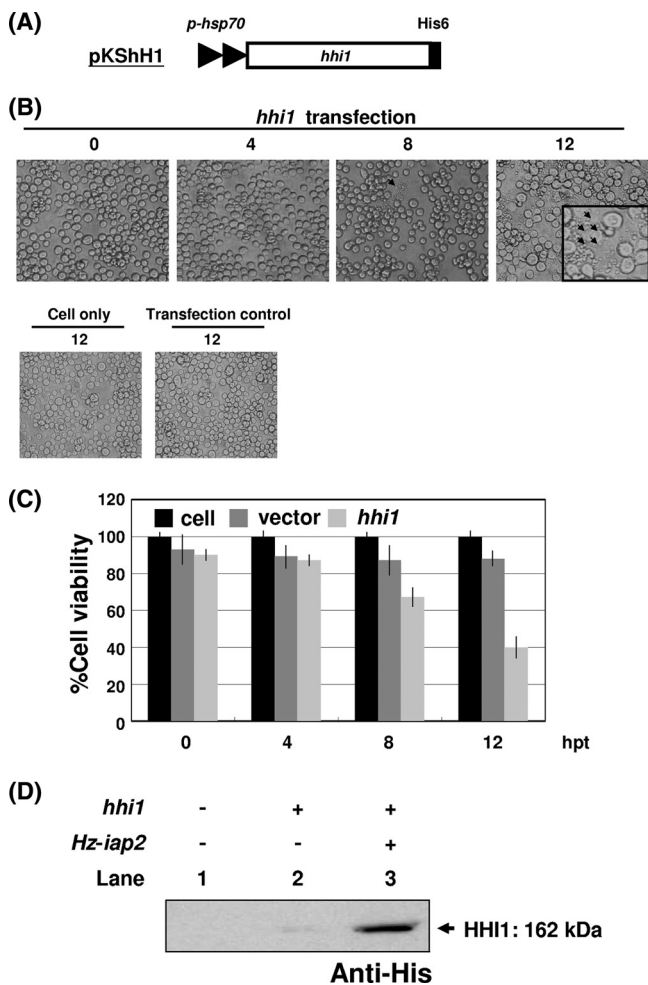 (A)
p-hsp70 His6
pKShH1 hhi1
(B)
hhi1 transfection
0 4 8 12
Cell only Transfection control
12 12
(C)
120
100
80
60
40
20
0
%Cell viability
cell vector hhi1
0 4 8 12 hpt
(D)
hhi1 - + +
Hz-iap2 - - +
Lane 1 2 3
HHI1: 162 kDa
Anti-His